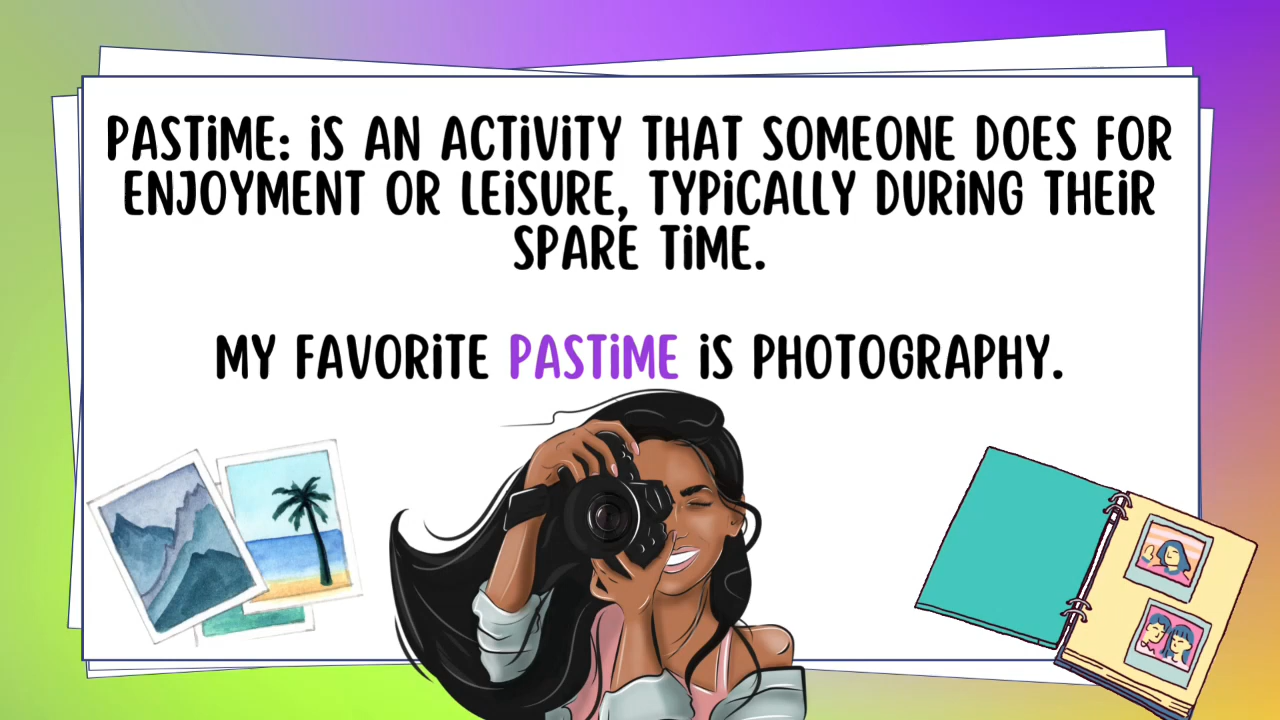 PASTiME: iS AN ACTiViTY THAT SOMEONE DOES FOR
ENJOYMENT OR LEiSURE, TYPiCALLY DURiNG THEiR
SPARE TiME.
MY FAVORiTE PASTiME iS PHOTOGRAPHY.